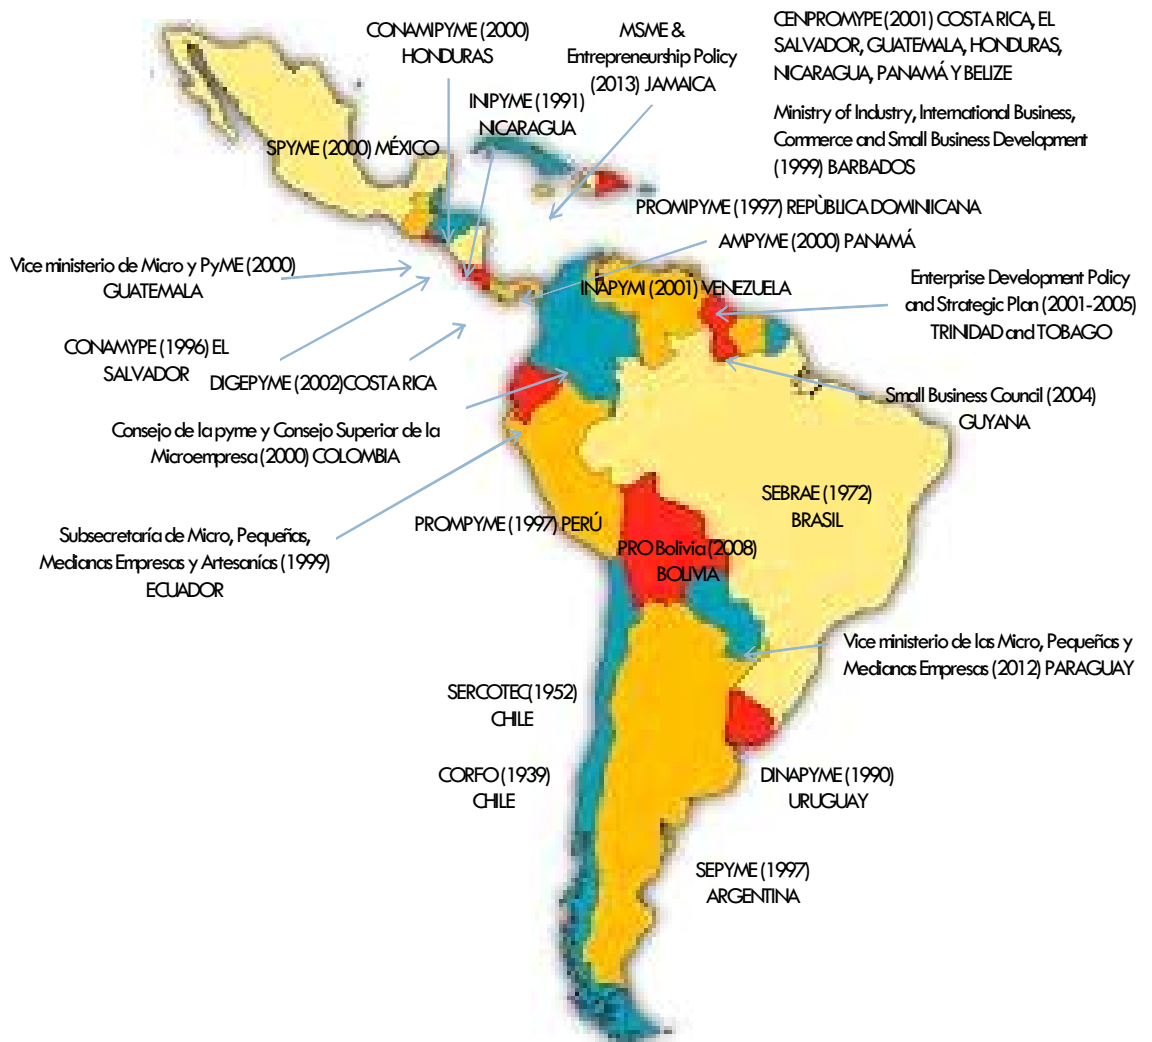 CONAMIPYME (2000)
HONDURAS
MSME &
Entrepreneurship Policy
(2013) JAMAICA
CENPROMYPE (2001) COSTA RICA, EL
SALVADOR, GUATEMALA, HONDURAS,
NICARAGUA, PANAMÁ Y BELIZE
INIPYME (1991)
NICARAGUA
Ministry of Industry, International Business,
Commerce and Small Business Development
(1999) BARBADOS
SPYME (2000) MÉXICO
PROMIPYME (1997) REPÙBLICA DOMINICANA
AMPYME (2000) PANAMÁ
Vice ministerio de Micro y PyME (2000)
GUATEMALA
INAPYMI (2001) VENEZUELA
Enterprise Development Policy
and Strategic Plan (2001-2005)
TRINIDAD and TOBAGO
CONAMYPE (1996) EL
SALVADOR
DIGEPYME (2002)COSTA RICA
Small Business Council (2004)
GUYANA
Consejo de la pyme y Consejo Superior de la
Microempresa (2000) COLOMBIA
SEBRAE (1972)
BRASIL
PROMPYME (1997) PERÚ
Subsecretaría de Micro, Pequeñas,
Medianas Empresas y Artesanías (1999)
ECUADOR
PRO Bolivia (2008)
BOLIVIA
Vice ministerio de las Micro, Pequeñas y
Medianas Empresas (2012) PARAGUAY
SERCOTEC(1952)
CHILE
CORFO (1939)
CHILE
DINAPYME (1990)
URUGUAY
SEPYME (1997)
ARGENTINA